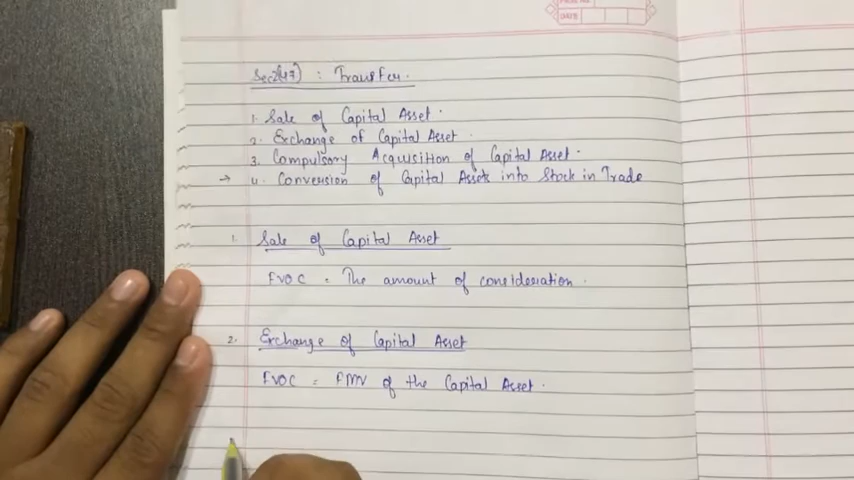 Sec2(47) : Transfer.
1. Sale of Capital Asset.
2. Exchange of Capital Asset.
3. Compulsory Acquisition of Capital Asset.
→ 4. Conversion of Capital Assets into Stock in Trade
1. Sale of Capital Asset
FVOC = The amount of consideration.
2. Exchange of Capital Asset
FVOC = FMV of the Capital Asset.